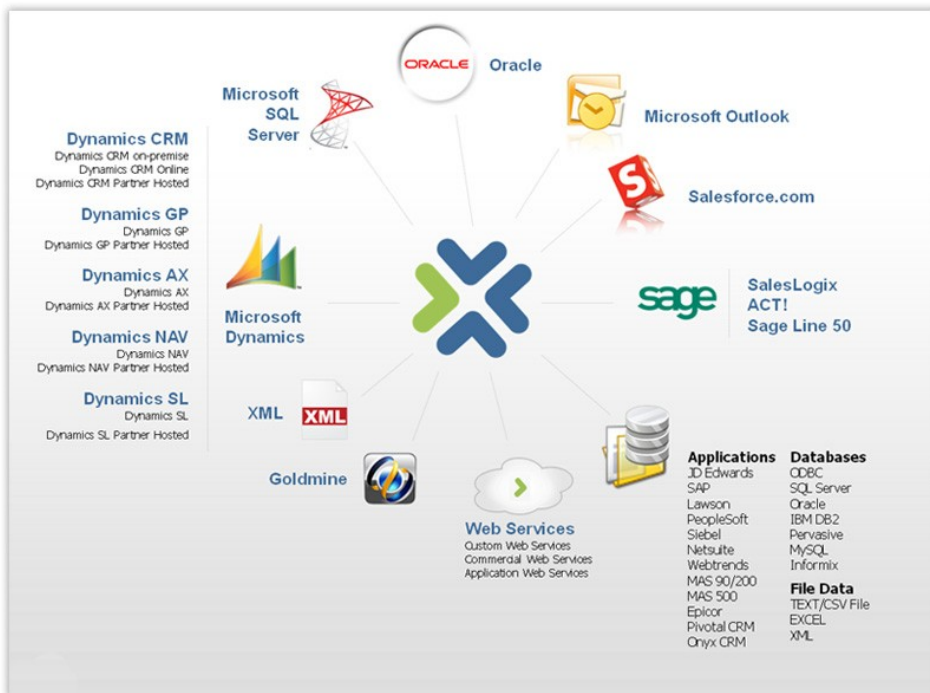 ORACLE
Oracle
Microsoft
SQL
Server
Microsoft Outlook
Salesforce.com
S
Dynamics CRM
Dynamics CRM on-premise
Dynamics CRM Online
Dynamics CRM Partner Hosted
Dynamics GP
Dynamics GP
Dynamics GP Partner Hosted
Dynamics AX
Dynamics AX
Dynamics AX Partner Hosted
Dynamics NAV
Dynamics NAV
Dynamics NAV Partner Hosted
Dynamics SL
Dynamics SL
Dynamics SL Partner Hosted
Microsoft
Dynamics
sage
SalesLogix
ACT!
Sage Line 50
XML
XML
Goldmine
Web Services
Custom Web Services
Commercial Web Services
Application Web Services
Applications
JD Edwards
SAP
Lawson
PeopleSoft
Siebel
Netsuite
Webtrends
MAS 90/200
MAS 500
Epicor
Pivotal CRM
Onyx CRM
Databases
ODBC
SQL Server
Oracle
IBM DB2
Pervasive
MySQL
Informix
File Data
TEXT/CSV File
EXCEL
XML